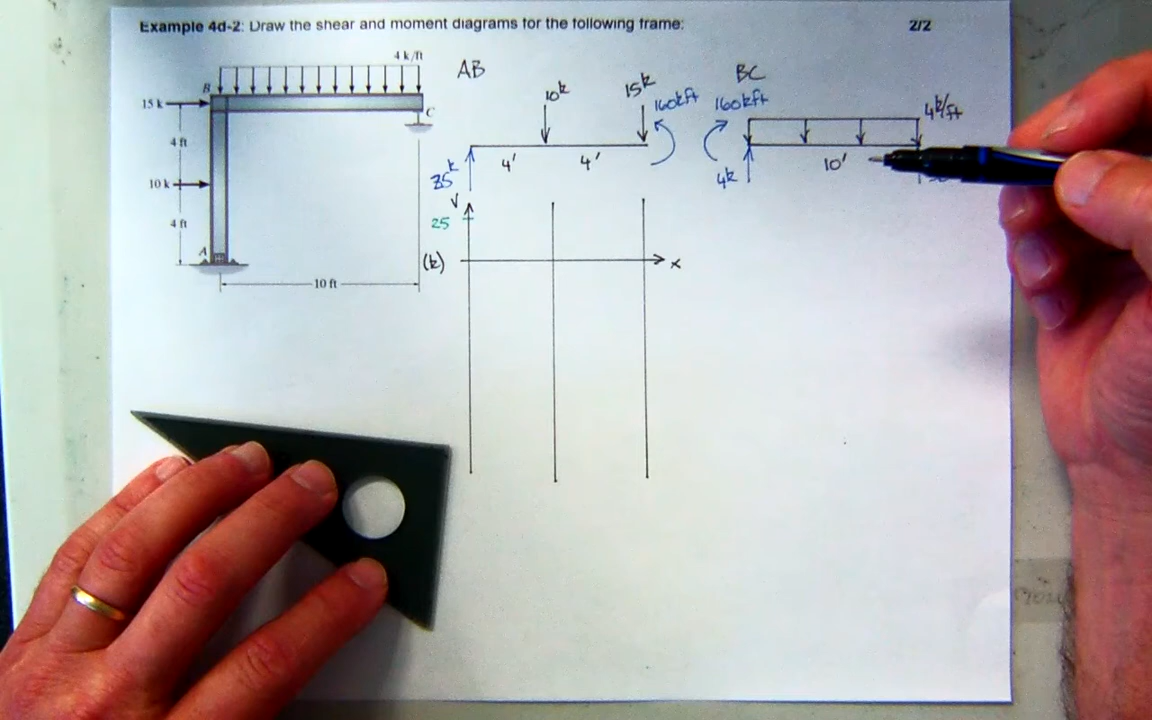 Example 4d-2: Draw the shear and moment diagrams for the following frame:
2/2
4 k/ft
B
15 k
C
4 ft
10 k
4 ft
A
10 ft
AB
10k
15k
160kft
4'
4'
25k
V
25
(k)
x
BC
160kft
4k/ft
10'
4k